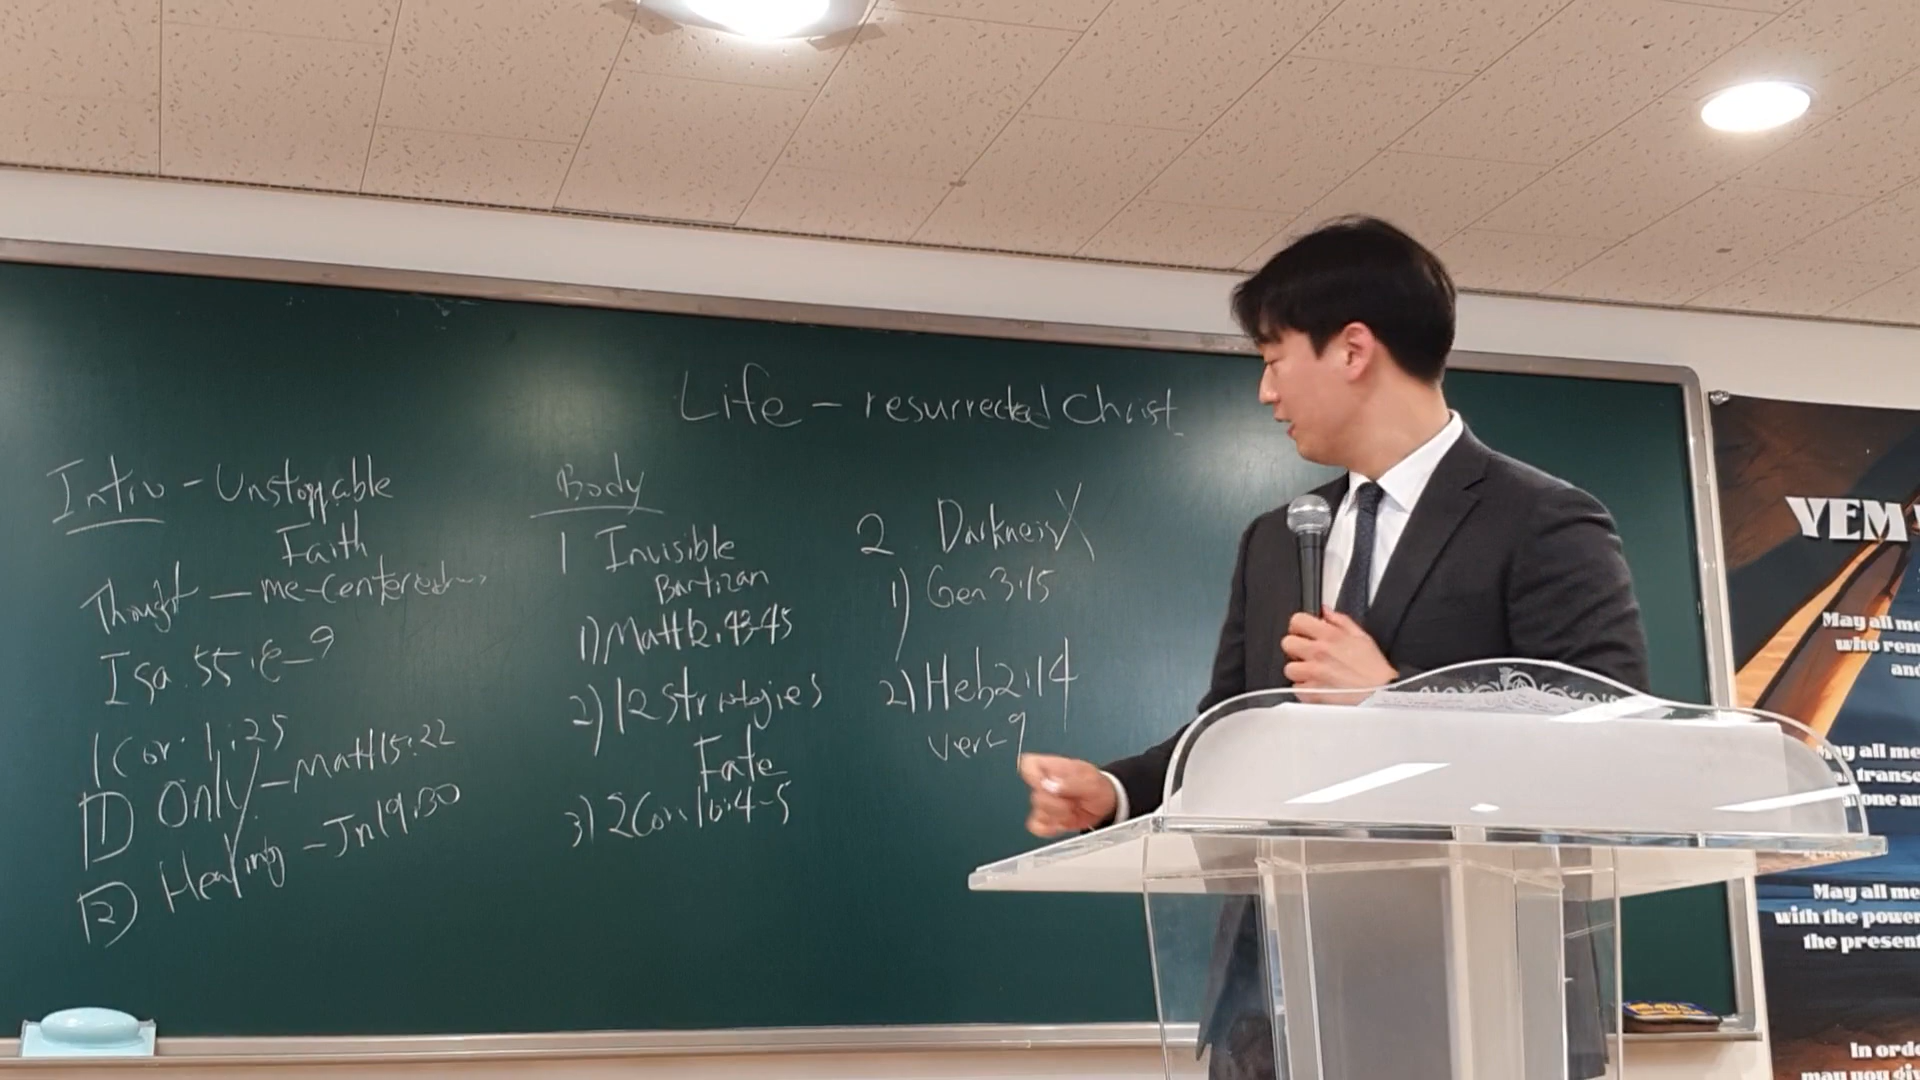 Life - resurrected Christ
Intro - Unstoppable
Faith
Thought - me-centered
Isa. 55:8-9
1 Cor. 1:25
1 Only - Matt 15:22
2 Healing - Jn 19:30
Body
1 Invisible
1) Matt 12:43-45
2) 12 strategies
Fate
3) 2 Cor. 10:4-5
2 Darkness X
1) Gen 3:15
2) Heb 2:14
vers 9
YEM
May all me
who rem
and
May all me
transc
one an
May all me
with the power
the present
In orde
may you giv